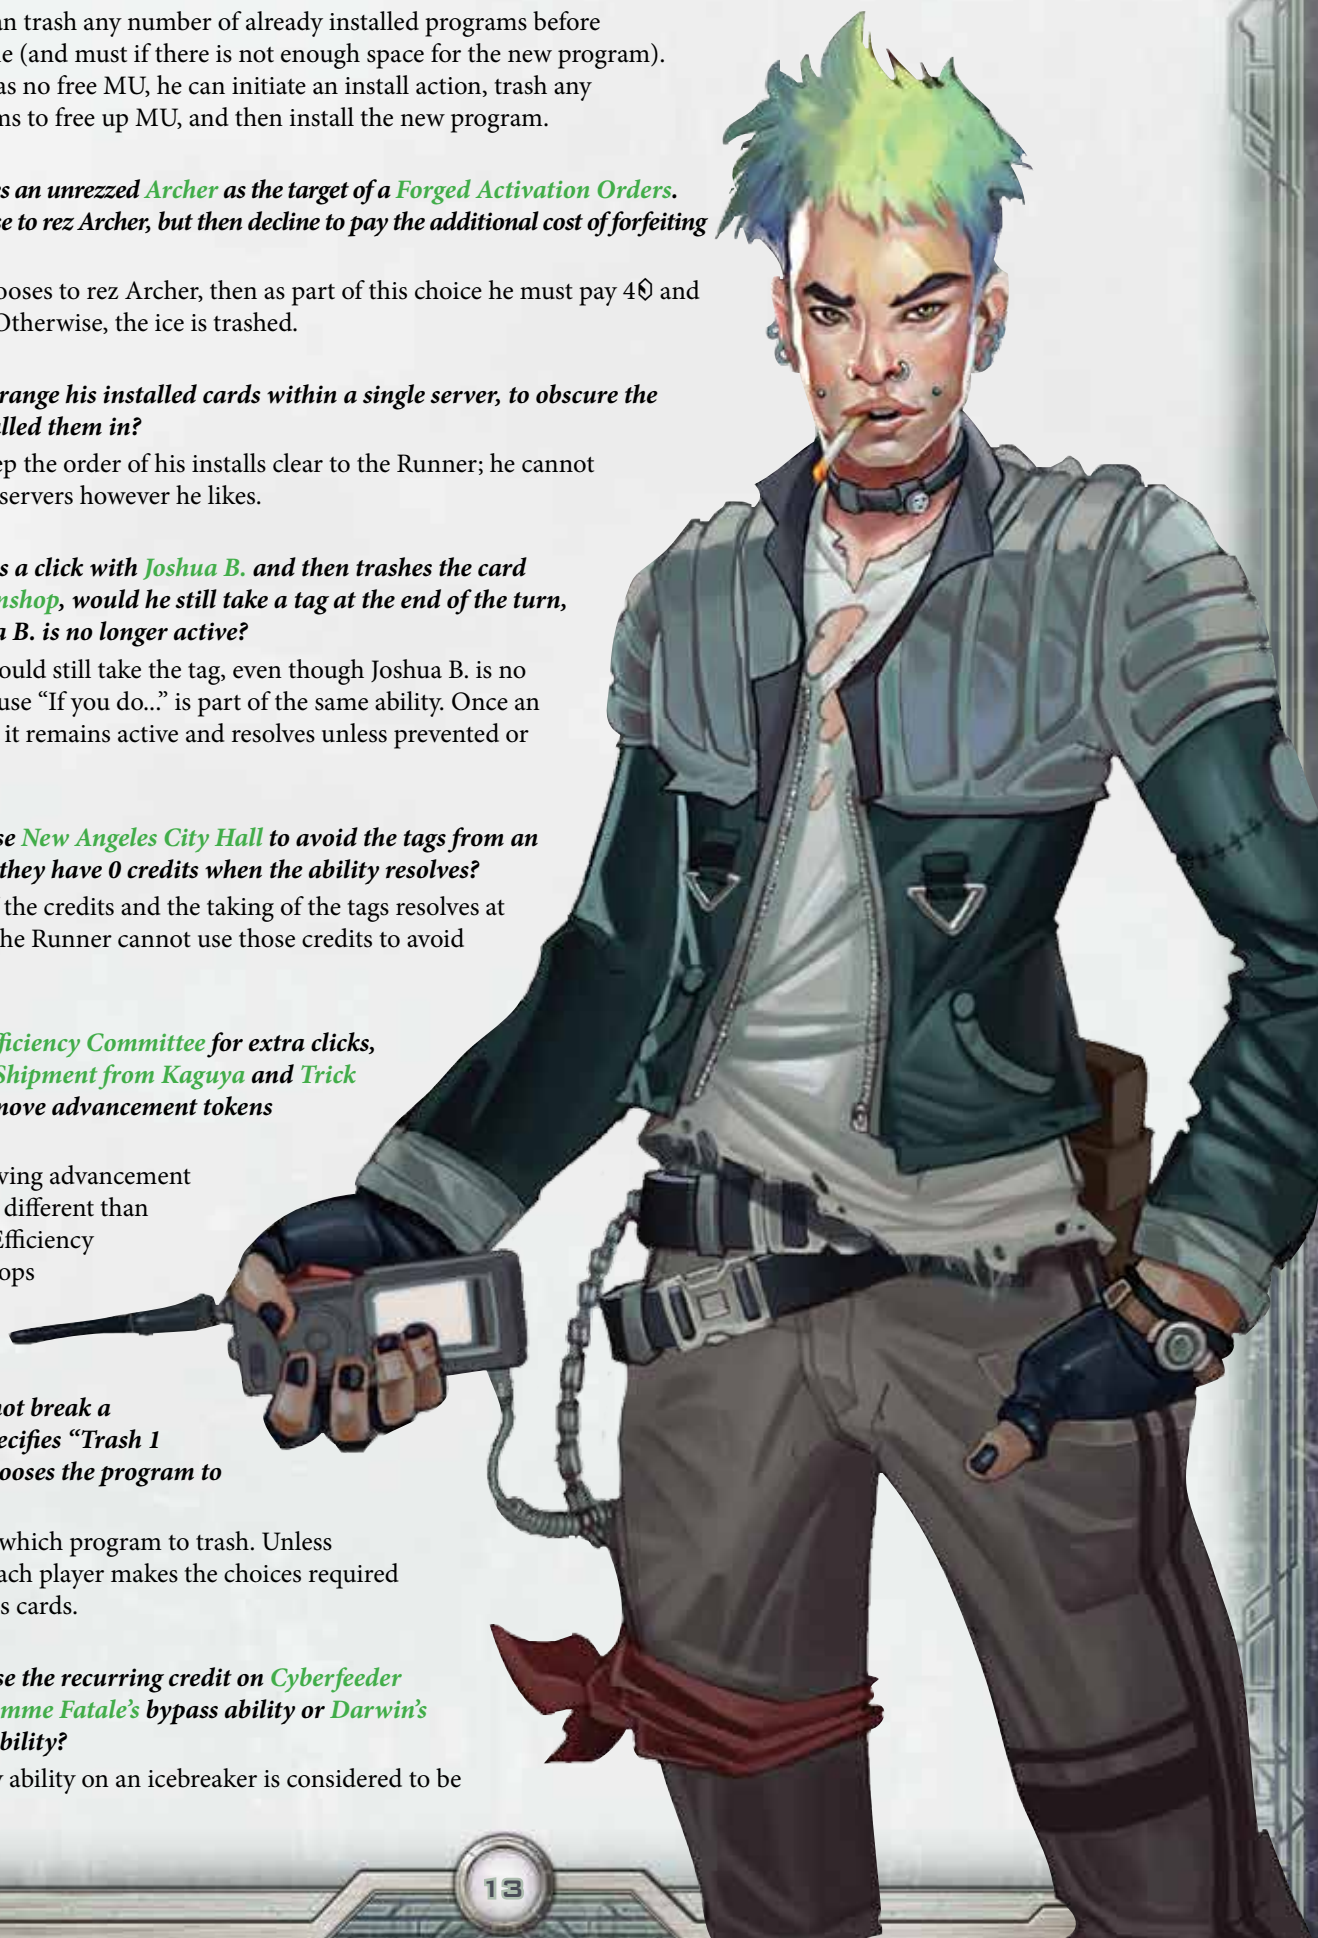 an trash any number of already installed programs before
e (and must if there is not enough space for the new program).
as no free MU, he can initiate an install action, trash any
ns to free up MU, and then install the new program.
s an unrezzed Archer as the target of a Forged Activation Orders.
se to rez Archer, but then decline to pay the additional cost of forfeiting
ooses to rez Archer, then as part of this choice he must pay 4 and
Otherwise, the ice is trashed.
range his installed cards within a single server, to obscure the
lled them in?
ep the order of his installs clear to the Runner; he cannot
servers however he likes.
s a click with Joshua B. and then trashes the card
nshop, would he still take a tag at the end of the turn,
a B. is no longer active?
ould still take the tag, even though Joshua B. is no
use “If you do...” is part of the same ability. Once an
it remains active and resolves unless prevented or
se New Angeles City Hall to avoid the tags from an
they have 0 credits when the ability resolves?
the credits and the taking of the tags resolves at
he Runner cannot use those credits to avoid
fficiency Committee for extra clicks,
Shipment from Kaguya and Trick
nove advancement tokens
ving advancement
different than
Efficiency
ops
not break a
ecifies “Trash 1
ooses the program to
which program to trash. Unless
ach player makes the choices required
s cards.
se the recurring credit on Cyberfeeder
mme Fatale’s bypass ability or Darwin’s
bility?
y ability on an icebreaker is considered to be
13